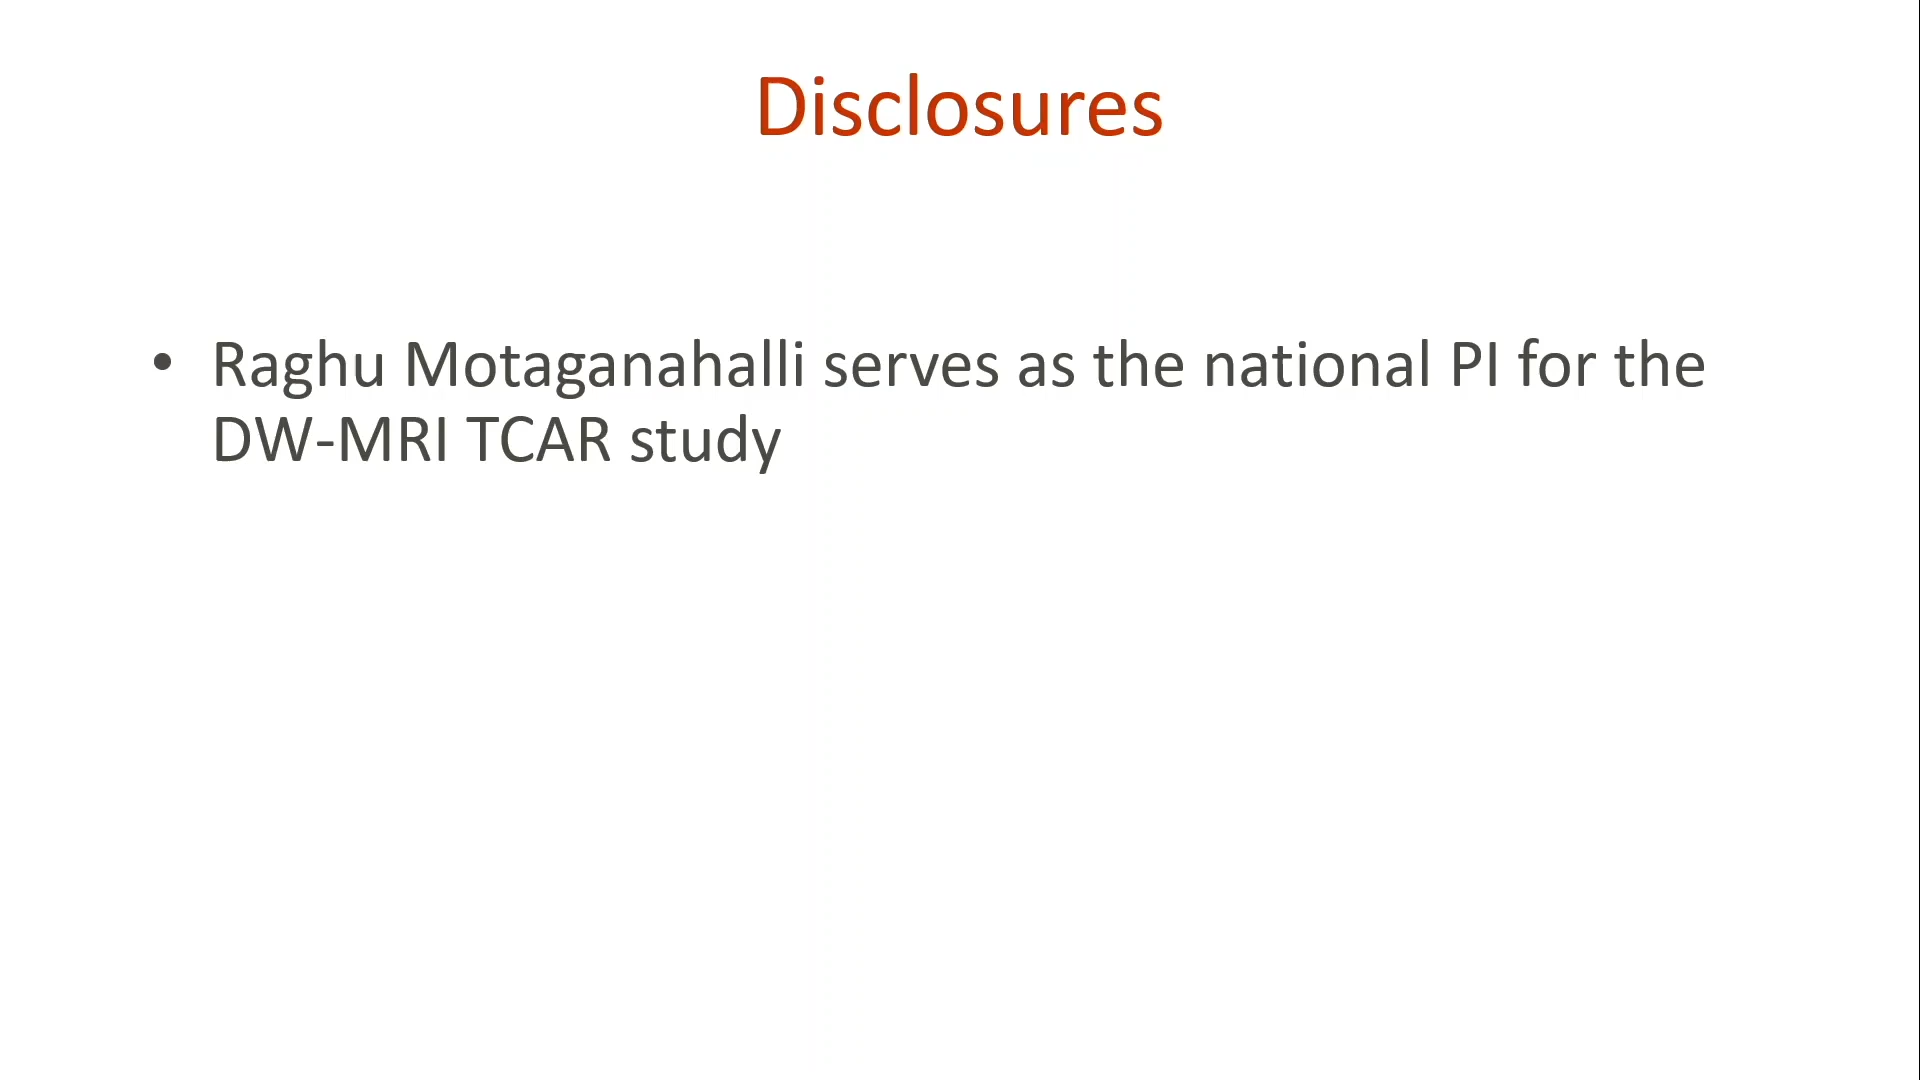 Disclosures
• Raghu Motaganahalli serves as the national PI for the
DW-MRI TCAR study